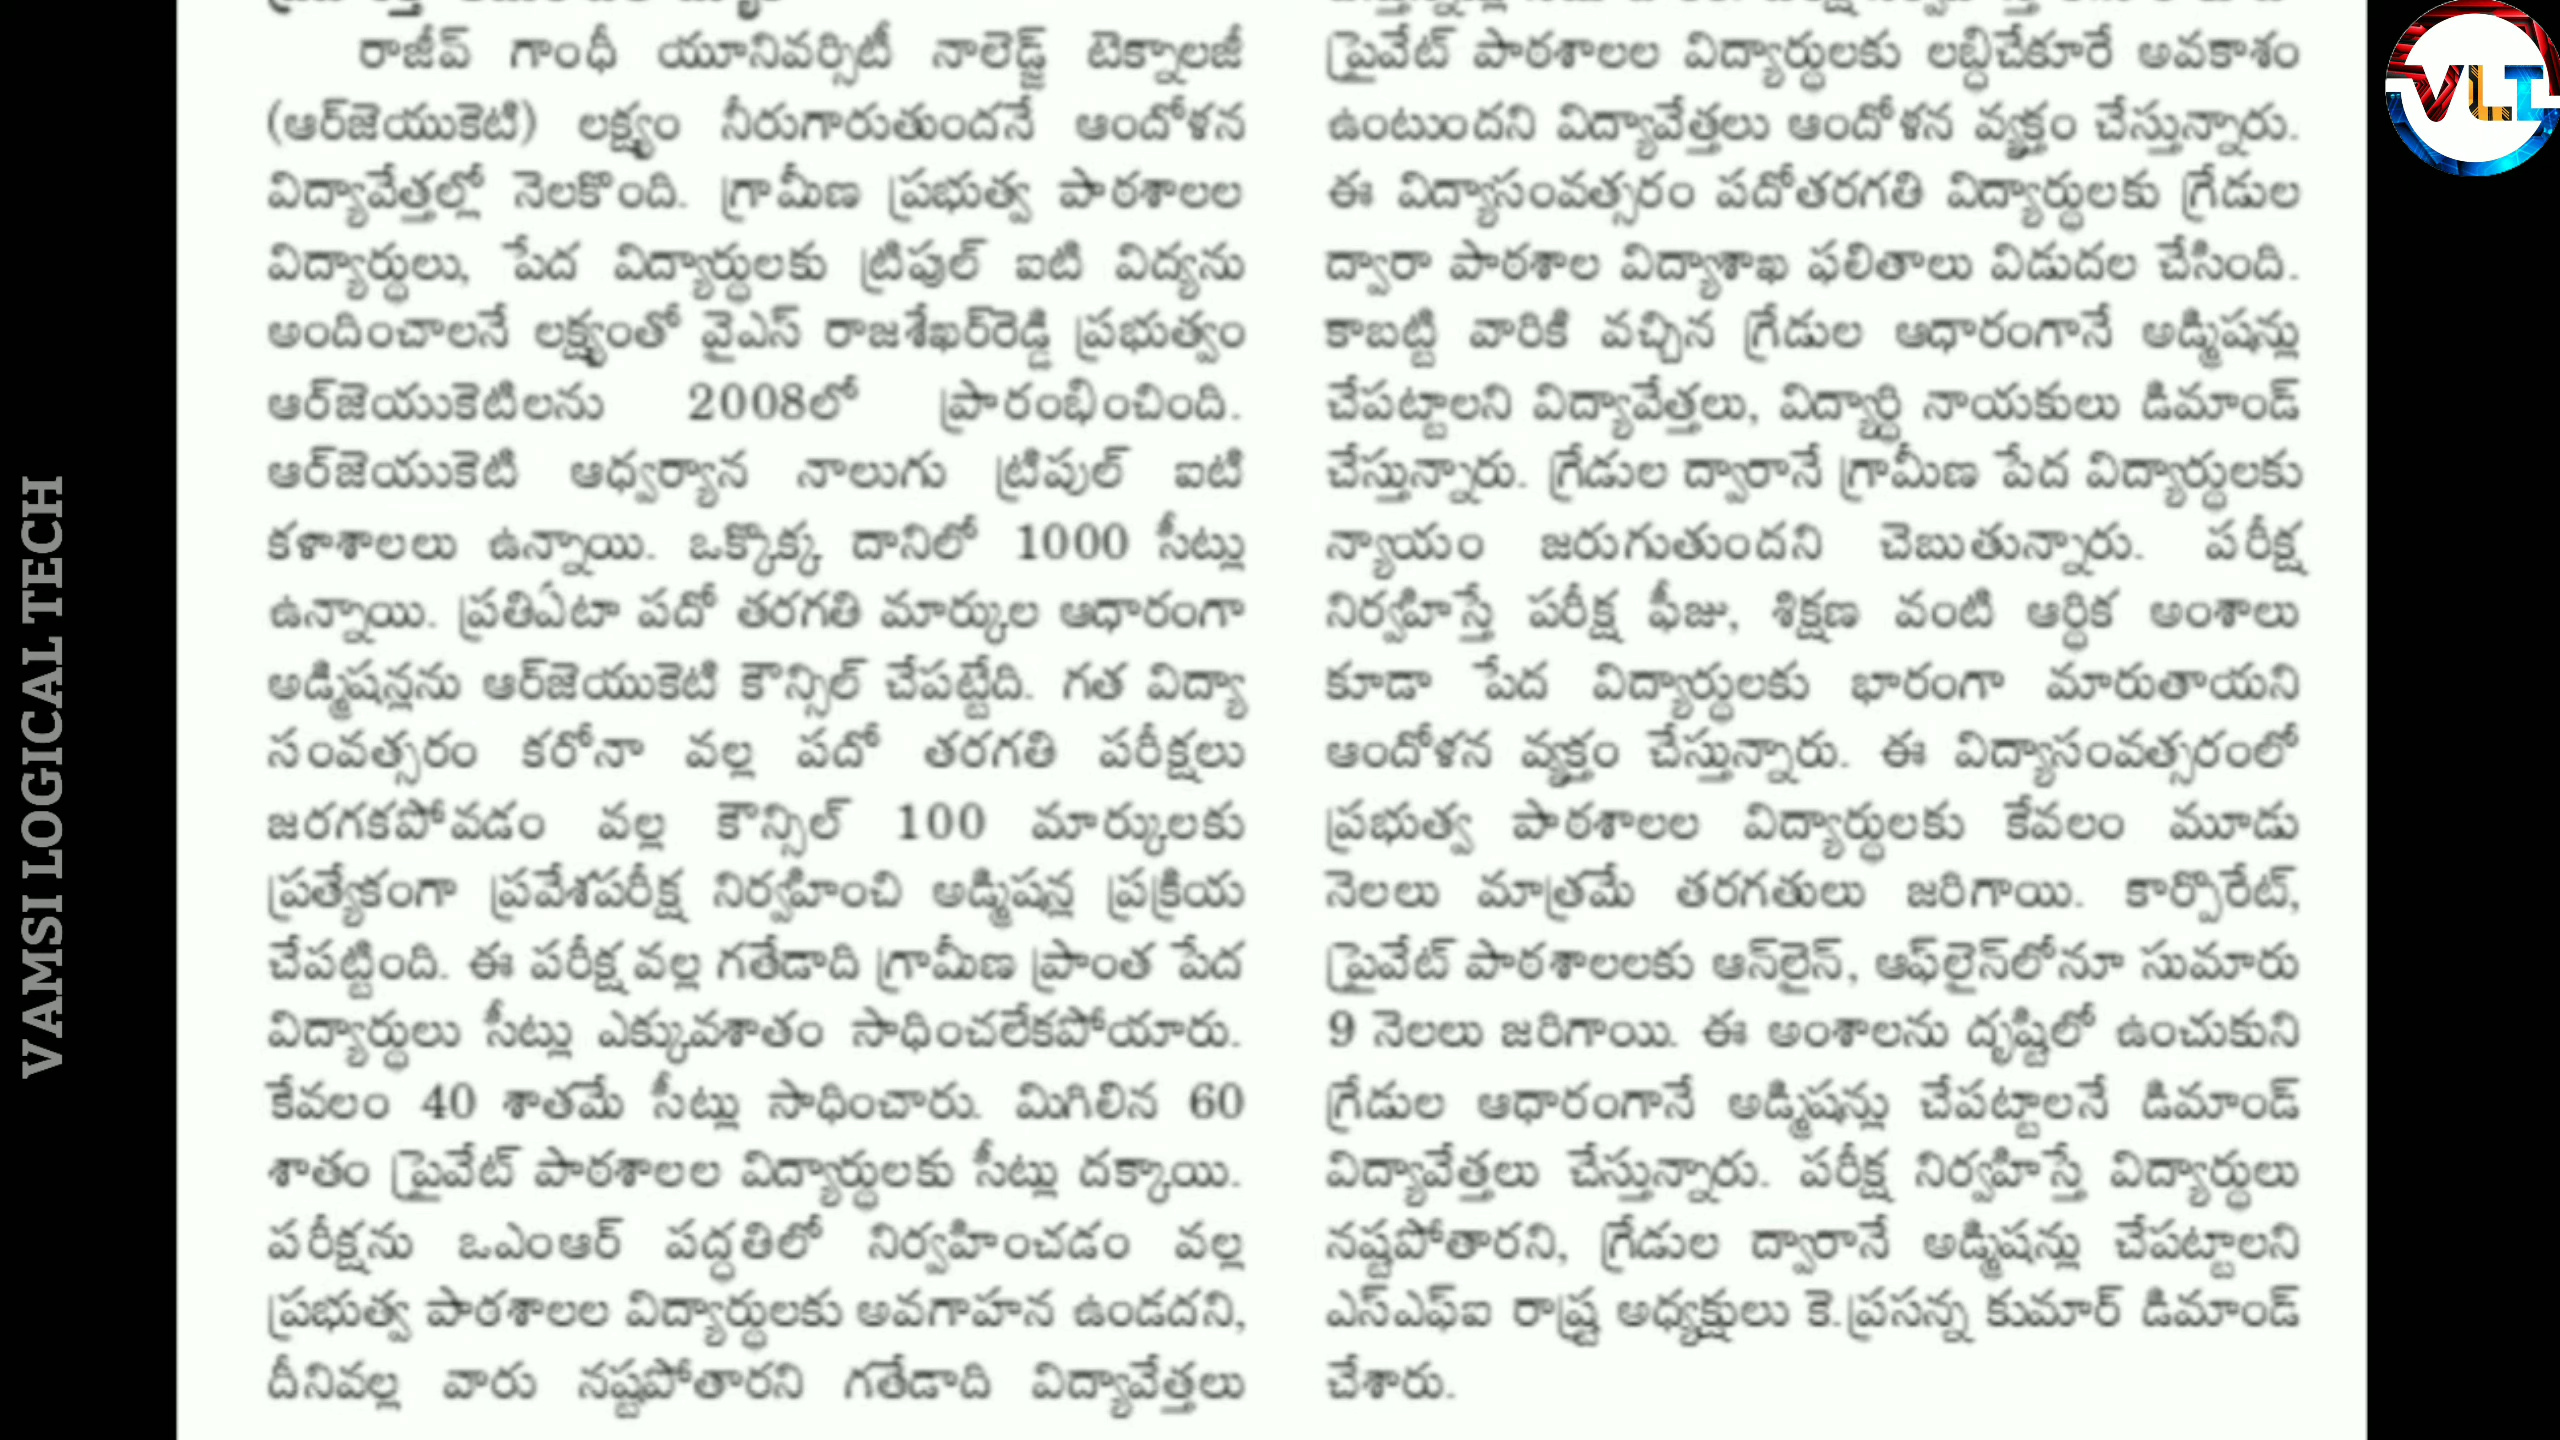 రాజీవ్ గాంధీ యూనివర్సిటీ నాలెడ్జ్ టెక్నాలజీ
(ఆర్‌జెయుకెటి) లక్ష్యం నీరుగారుతుందనే ఆందోళన
విద్యావేత్తల్లో నెలకొంది. గ్రామీణ ప్రభుత్వ పాఠశాలల
విద్యార్థులు, పేద విద్యార్థులకు ట్రిపుల్ ఐటి విద్యను
అందించాలనే లక్ష్యంతో వైఎస్ రాజశేఖర్‌రెడ్డి ప్రభుత్వం
ఆర్‌జెయుకెటిలను 2008లో ప్రారంభించింది.
ఆర్‌జెయుకెటి ఆధ్వర్యాన నాలుగు ట్రిపుల్ ఐటి
కళాశాలలు ఉన్నాయి. ఒక్కొక్క దానిలో 1000 సీట్లు
ఉన్నాయి. ప్రతిఏటా పదో తరగతి మార్కుల ఆధారంగా
అడ్మిషన్లను ఆర్‌జెయుకెటి కౌన్సిల్ చేపట్టేది. గత విద్యా
సంవత్సరం కరోనా వల్ల పదో తరగతి పరీక్షలు
జరగకపోవడం వల్ల కౌన్సిల్ 100 మార్కులకు
ప్రత్యేకంగా ప్రవేశపరీక్ష నిర్వహించి అడ్మిషన్ల ప్రక్రియ
చేపట్టింది. ఈ పరీక్ష వల్ల గతేడాది గ్రామీణ ప్రాంత పేద
విద్యార్థులు సీట్లు ఎక్కువశాతం సాధించలేకపోయారు.
కేవలం 40 శాతమే సీట్లు సాధించారు. మిగిలిన 60
శాతం ప్రైవేట్ పాఠశాలల విద్యార్థులకు సీట్లు దక్కాయి.
పరీక్షను ఒఎంఆర్ పద్ధతిలో నిర్వహించడం వల్ల
ప్రభుత్వ పాఠశాలల విద్యార్థులకు అవగాహన ఉండదని,
దీనివల్ల వారు నష్టపోతారని గతేడాది విద్యావేత్తలు
ప్రైవేట్ పాఠశాలల విద్యార్థులకు లబ్ధిచేకూరే అవకాశం
ఉంటుందని విద్యావేత్తలు ఆందోళన వ్యక్తం చేస్తున్నారు.
ఈ విద్యాసంవత్సరం పదోతరగతి విద్యార్థులకు గ్రేడుల
ద్వారా పాఠశాల విద్యాశాఖ ఫలితాలు విడుదల చేసింది.
కాబట్టి వారికి వచ్చిన గ్రేడుల ఆధారంగానే అడ్మిషన్లు
చేపట్టాలని విద్యావేత్తలు, విద్యార్థి నాయకులు డిమాండ్
చేస్తున్నారు. గ్రేడుల ద్వారానే గ్రామీణ పేద విద్యార్థులకు
న్యాయం జరుగుతుందని చెబుతున్నారు. పరీక్ష
నిర్వహిస్తే పరీక్ష ఫీజు, శిక్షణ వంటి ఆర్థిక అంశాలు
కూడా పేద విద్యార్థులకు భారంగా మారుతాయని
ఆందోళన వ్యక్తం చేస్తున్నారు. ఈ విద్యాసంవత్సరంలో
ప్రభుత్వ పాఠశాలల విద్యార్థులకు కేవలం మూడు
నెలలు మాత్రమే తరగతులు జరిగాయి. కార్పొరేట్,
ప్రైవేట్ పాఠశాలలకు ఆన్‌లైన్, ఆఫ్‌లైన్‌లోనూ సుమారు
9 నెలలు జరిగాయి. ఈ అంశాలను దృష్టిలో ఉంచుకుని
గ్రేడుల ఆధారంగానే అడ్మిషన్లు చేపట్టాలనే డిమాండ్
విద్యావేత్తలు చేస్తున్నారు. పరీక్ష నిర్వహిస్తే విద్యార్థులు
నష్టపోతారని, గ్రేడుల ద్వారానే అడ్మిషన్లు చేపట్టాలని
ఎస్ఎఫ్ఐ రాష్ట్ర అధ్యక్షులు కె.ప్రసన్న కుమార్ డిమాండ్
చేశారు.
VAMSI LOGICAL TECH
VLT